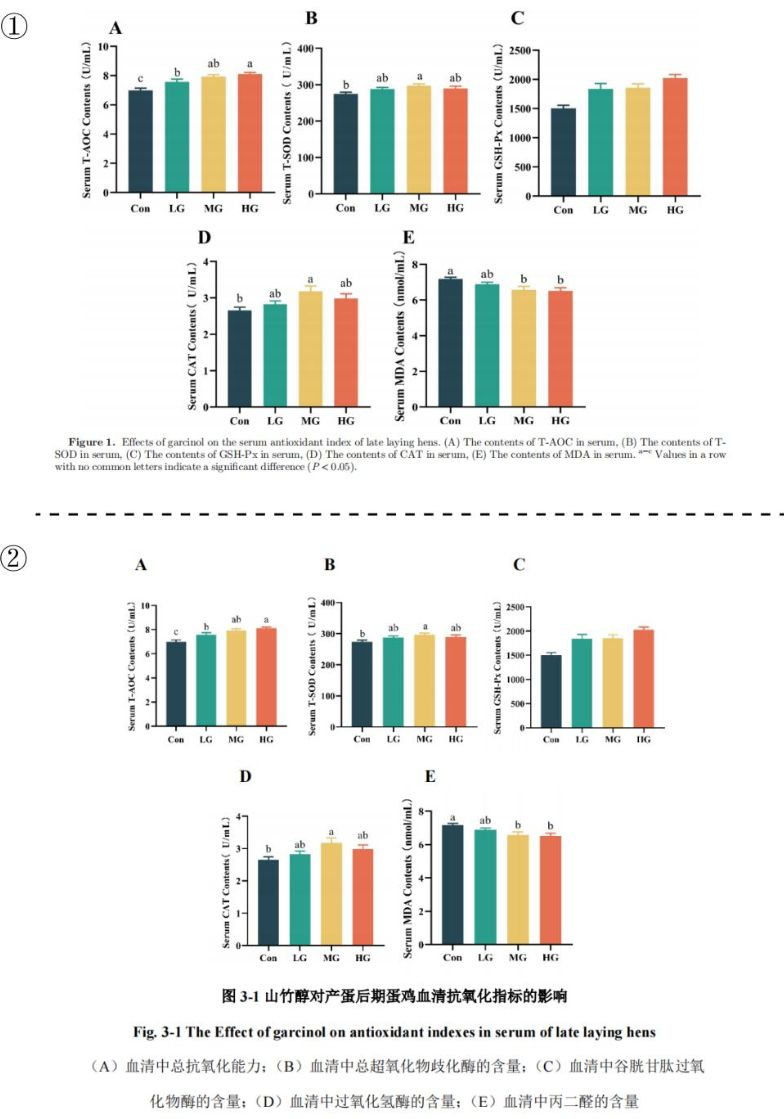 ①
A B C
Serum T-AOC Contents (U/mL)
10
8
6
4
2
0
c b ab a
Con LG MG HG
Serum T-SOD Contents ( U/mL)
400
300
200
100
0
b ab a ab
Con LG MG HG
Serum GSH-Px Contents (U/mL)
2500
2000
1500
1000
500
0
Con LG MG HG
D E
Serum CAT Contents( U/mL)
4
3
2
1
0
b ab a ab
Con LG MG HG
Serum MDA Contents (nmol/mL)
8
6
4
2
0
a ab b b
Con LG MG HG
Figure 1. Effects of garcinol on the serum antioxidant index of late laying hens. (A) The contents of T-AOC in serum, (B) The contents of T-
SOD in serum, (C) The contents of GSH-Px in serum, (D) The contents of CAT in serum, (E) The contents of MDA in serum. a−c Values in a row
with no common letters indicate a significant difference (P < 0.05).
②
A B C
Serum T-AOC Contents (U/mL)
10
8
6
4
2
0
c b ab a
Con LG MG HG
Serum T-SOD Contents ( U/mL)
400
300
200
100
0
b ab a ab
Con LG MG HG
Serum GSH-Px Contents (U/mL)
2500
2000
1500
1000
500
0
Con LG MG HG
D E
Serum CAT Contents( U/mL)
4
3
2
1
0
b ab a ab
Con LG MG HG
Serum MDA Contents (nmol/mL)
8
6
4
2
0
a ab b b
Con LG MG HG
图 3-1 山竹醇对产蛋后期蛋鸡血清抗氧化指标的影响
Fig. 3-1 The Effect of garcinol on antioxidant indexes in serum of late laying hens
（A）血清中总抗氧化能力；（B）血清中总超氧化物歧化酶的含量；（C）血清中谷胱甘肽过氧
化物酶的含量；（D）血清中过氧化氢酶的含量；（E）血清中丙二醛的含量